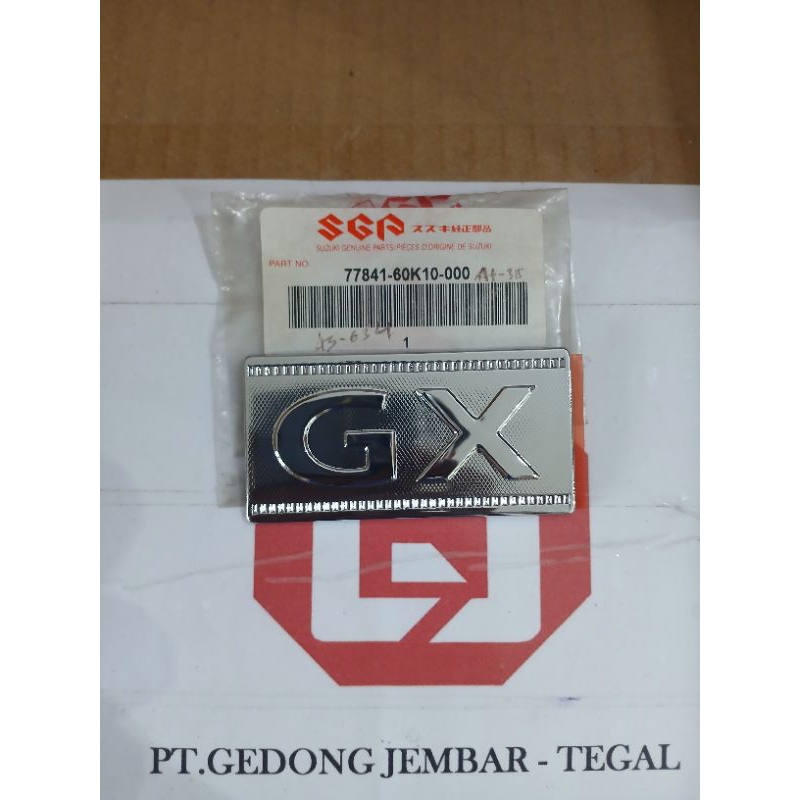 SGP スズキ純正部品
SUZUKI GENUINE PARTS/PIECES D'ORIGINE DE SUZUKI
PART NO.
77841-60K10-000
1
GX
PT.GEDONG JEMBAR - TEGAL